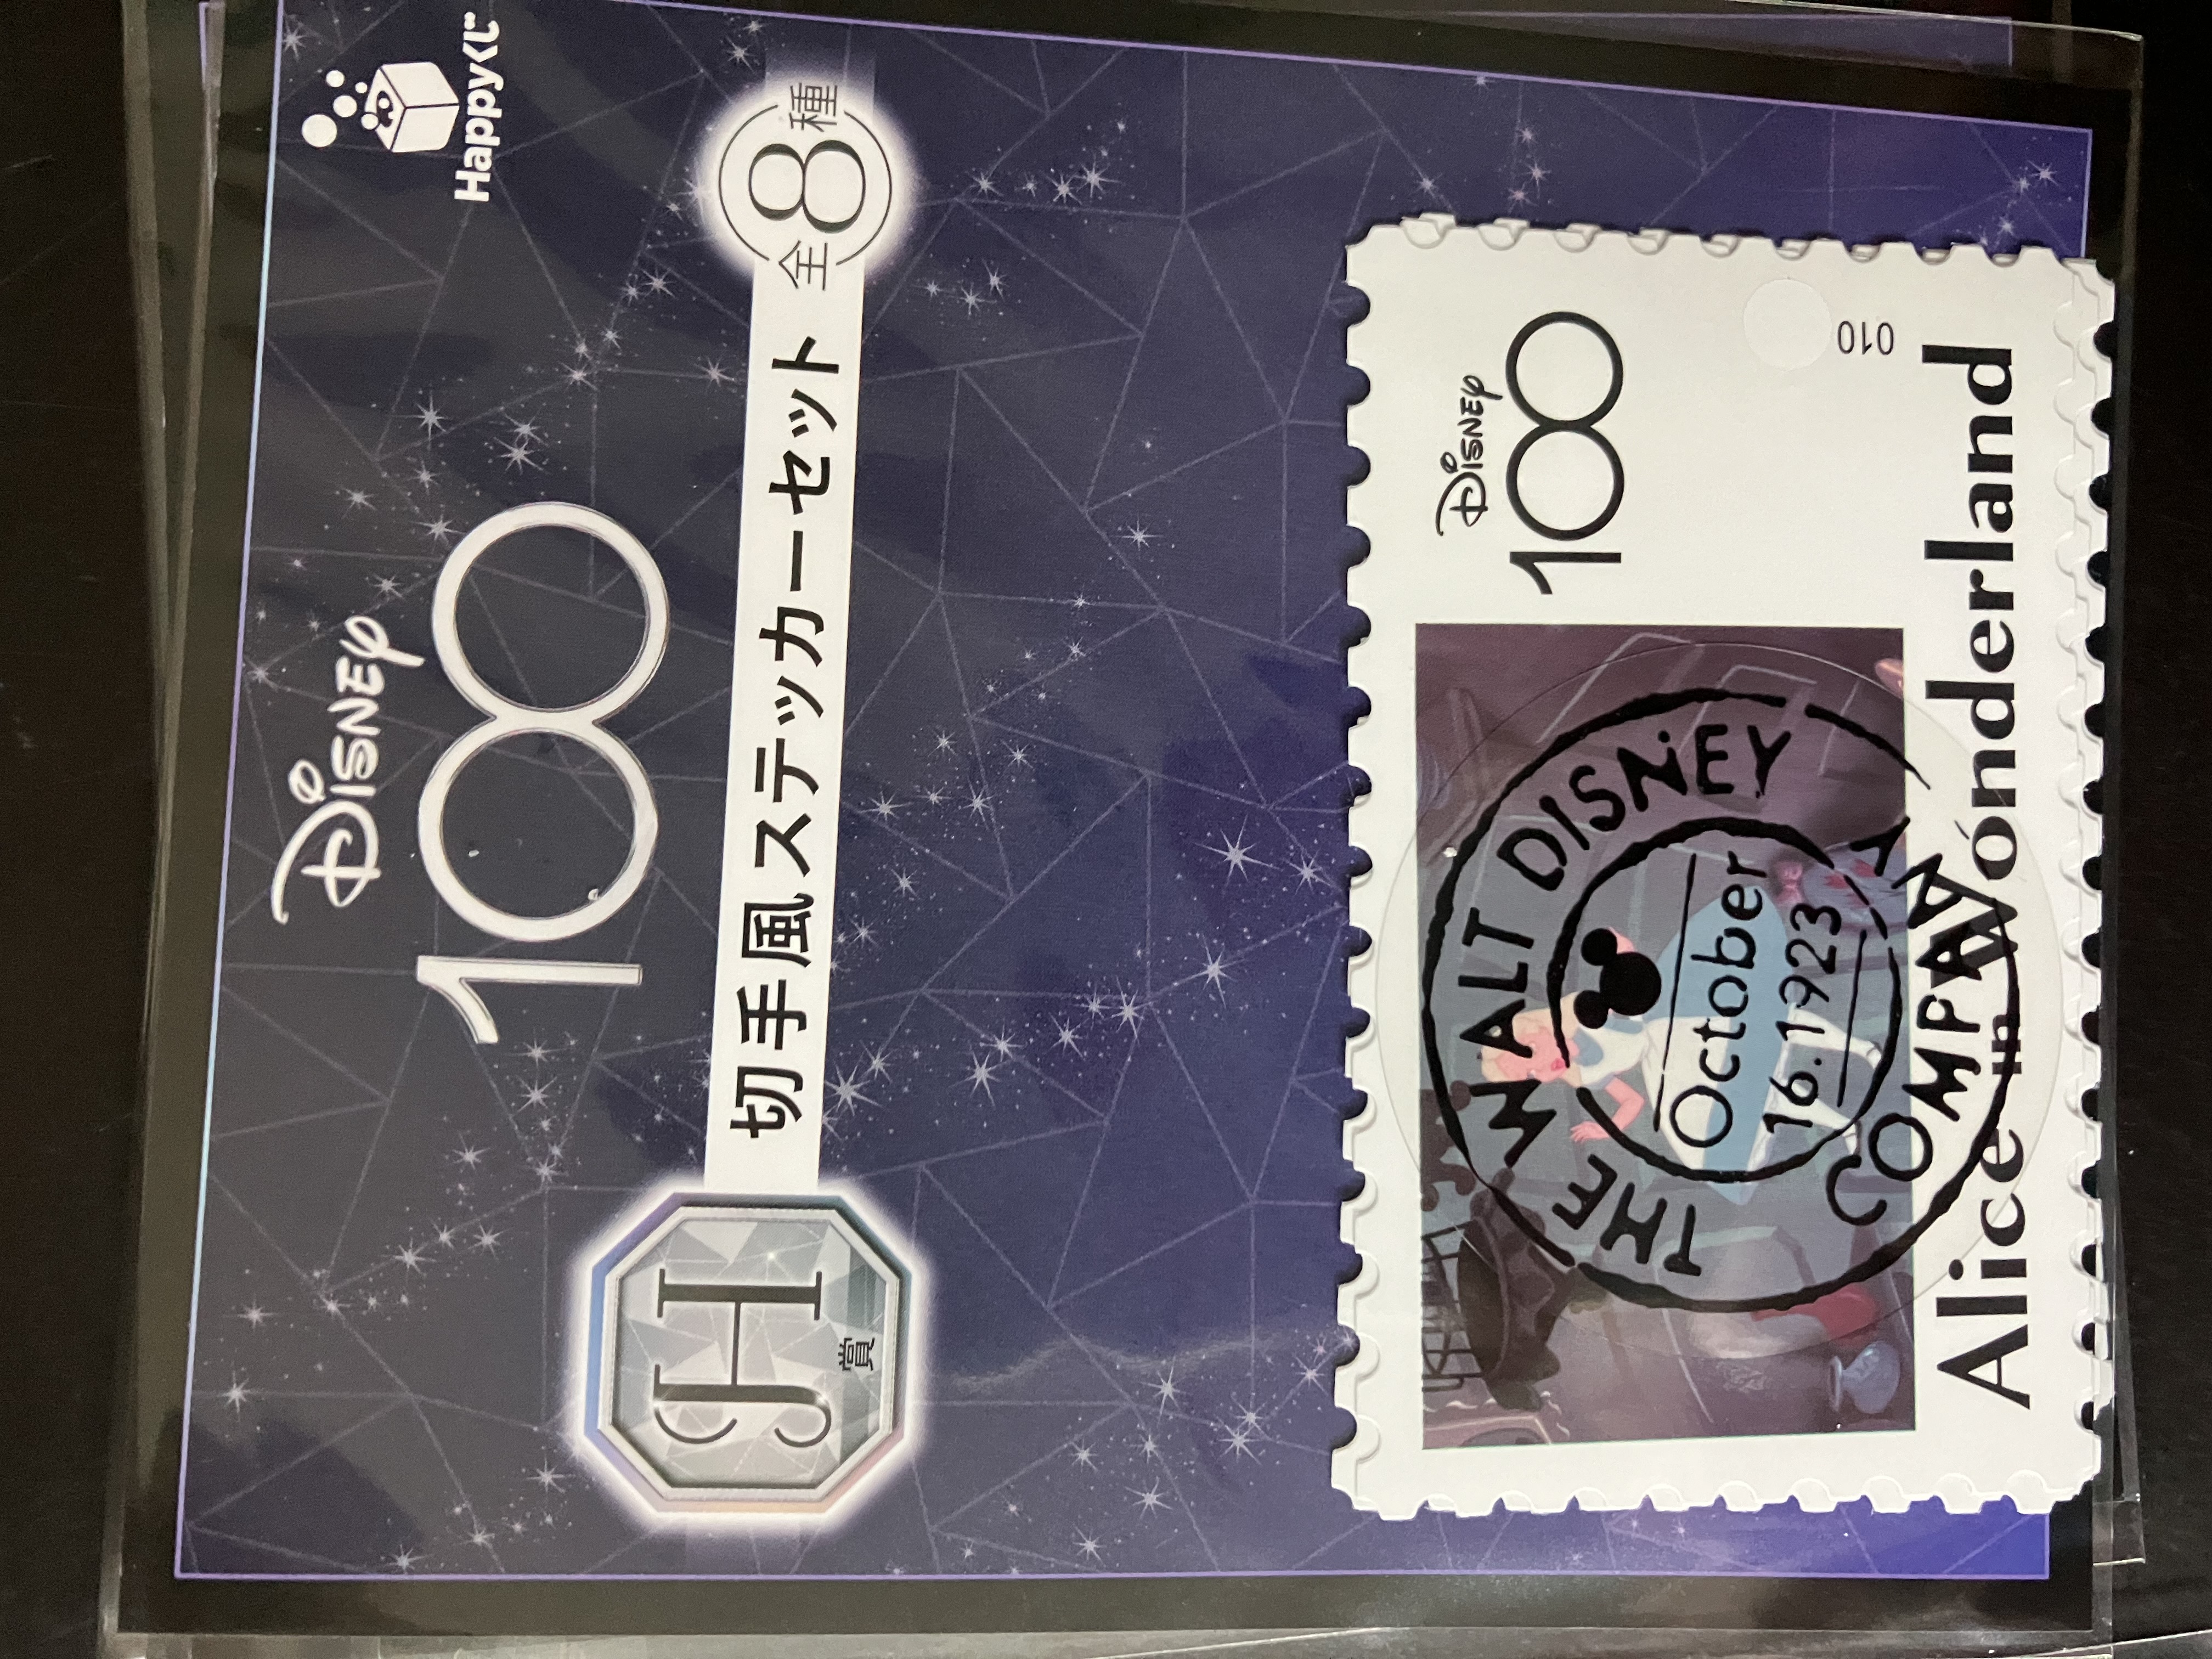 Happyくじ
Disney
100
H賞
切手風ステッカーセット
全8種
Disney
100
010
THE WALT DISNEY COMPANY
October
16.1923
Alice in Wonderland